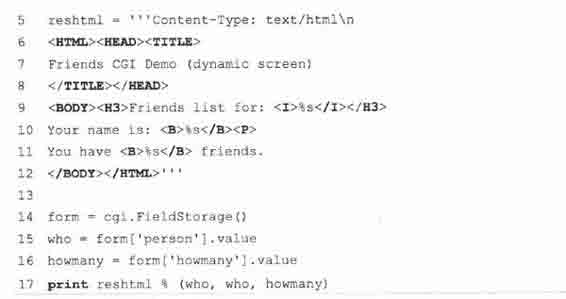 5 reshtml = '''Content-Type: text/html\n
6 <HTML><HEAD><TITLE>
7 Friends CGI Demo (dynamic screen)
8 </TITLE></HEAD>
9 <BODY><H3>Friends list for: <I>%s</I></H3>
10 Your name is: <B>%s</B><P>
11 You have <B>%s</B> friends.
12 </BODY></HTML>'''
13
14 form = cgi.FieldStorage()
15 who = form['person'].value
16 howmany = form['howmany'].value
17 print reshtml % (who, who, howmany)